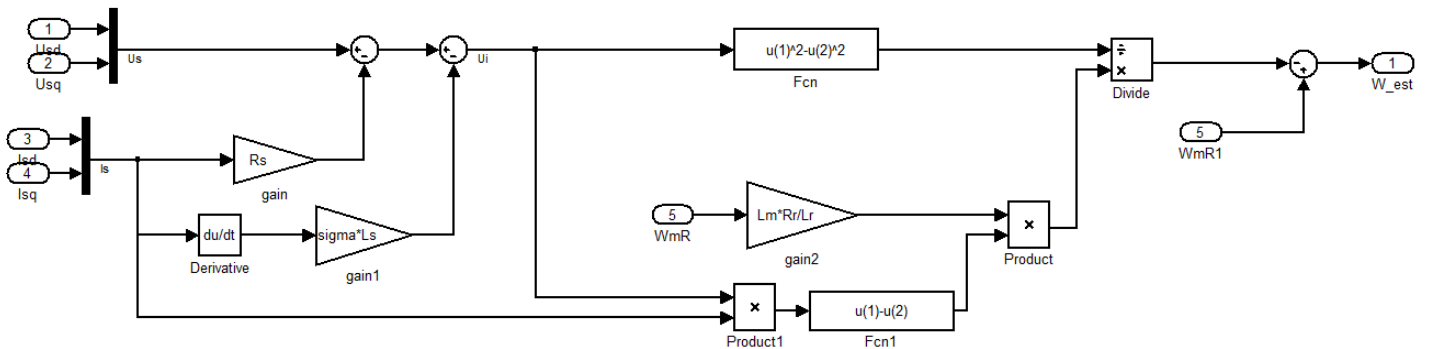 1
Usd
2
Usq
Us
3
Isd
4
Isq
Is
Rs
gain
du/dt
Derivative
sigma*Ls
gain1
+
-
+
-
Ui
u(1)^2-u(2)^2
Fcn
5
WmR
Lm*Rr/Lr
gain2
×
Product1
u(1)-u(2)
Fcn1
×
Product
÷
×
Divide
5
WmR1
-
+
1
W_est